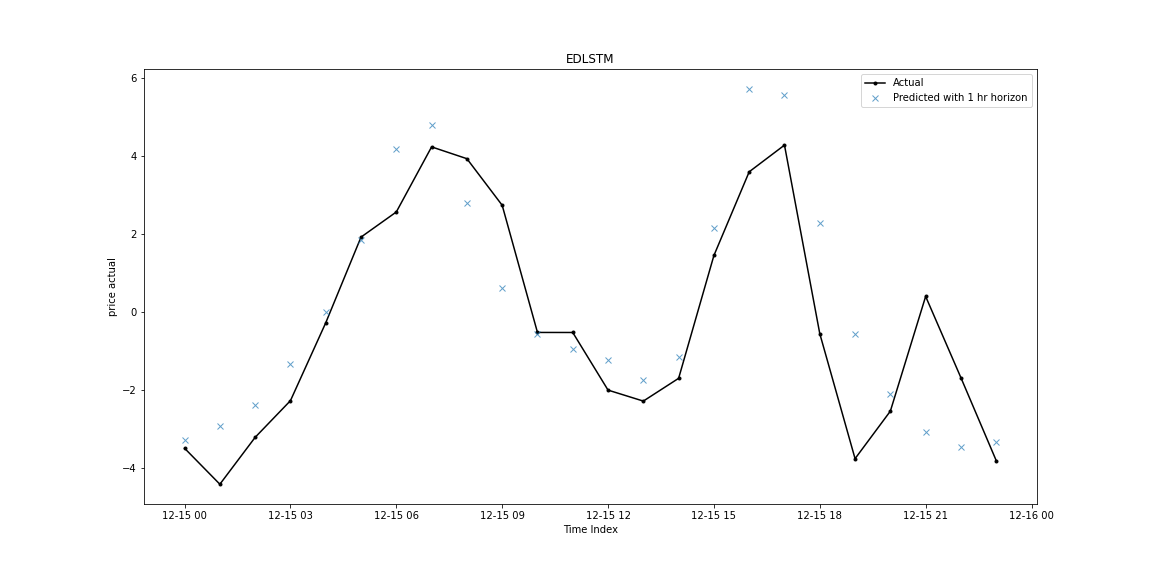 EDLSTM
Actual
Predicted with 1 hr horizon
6
4
2
0
−2
−4
price actual
12-15 00 12-15 03 12-15 06 12-15 09 12-15 12 12-15 15 12-15 18 12-15 21 12-16 00
Time Index